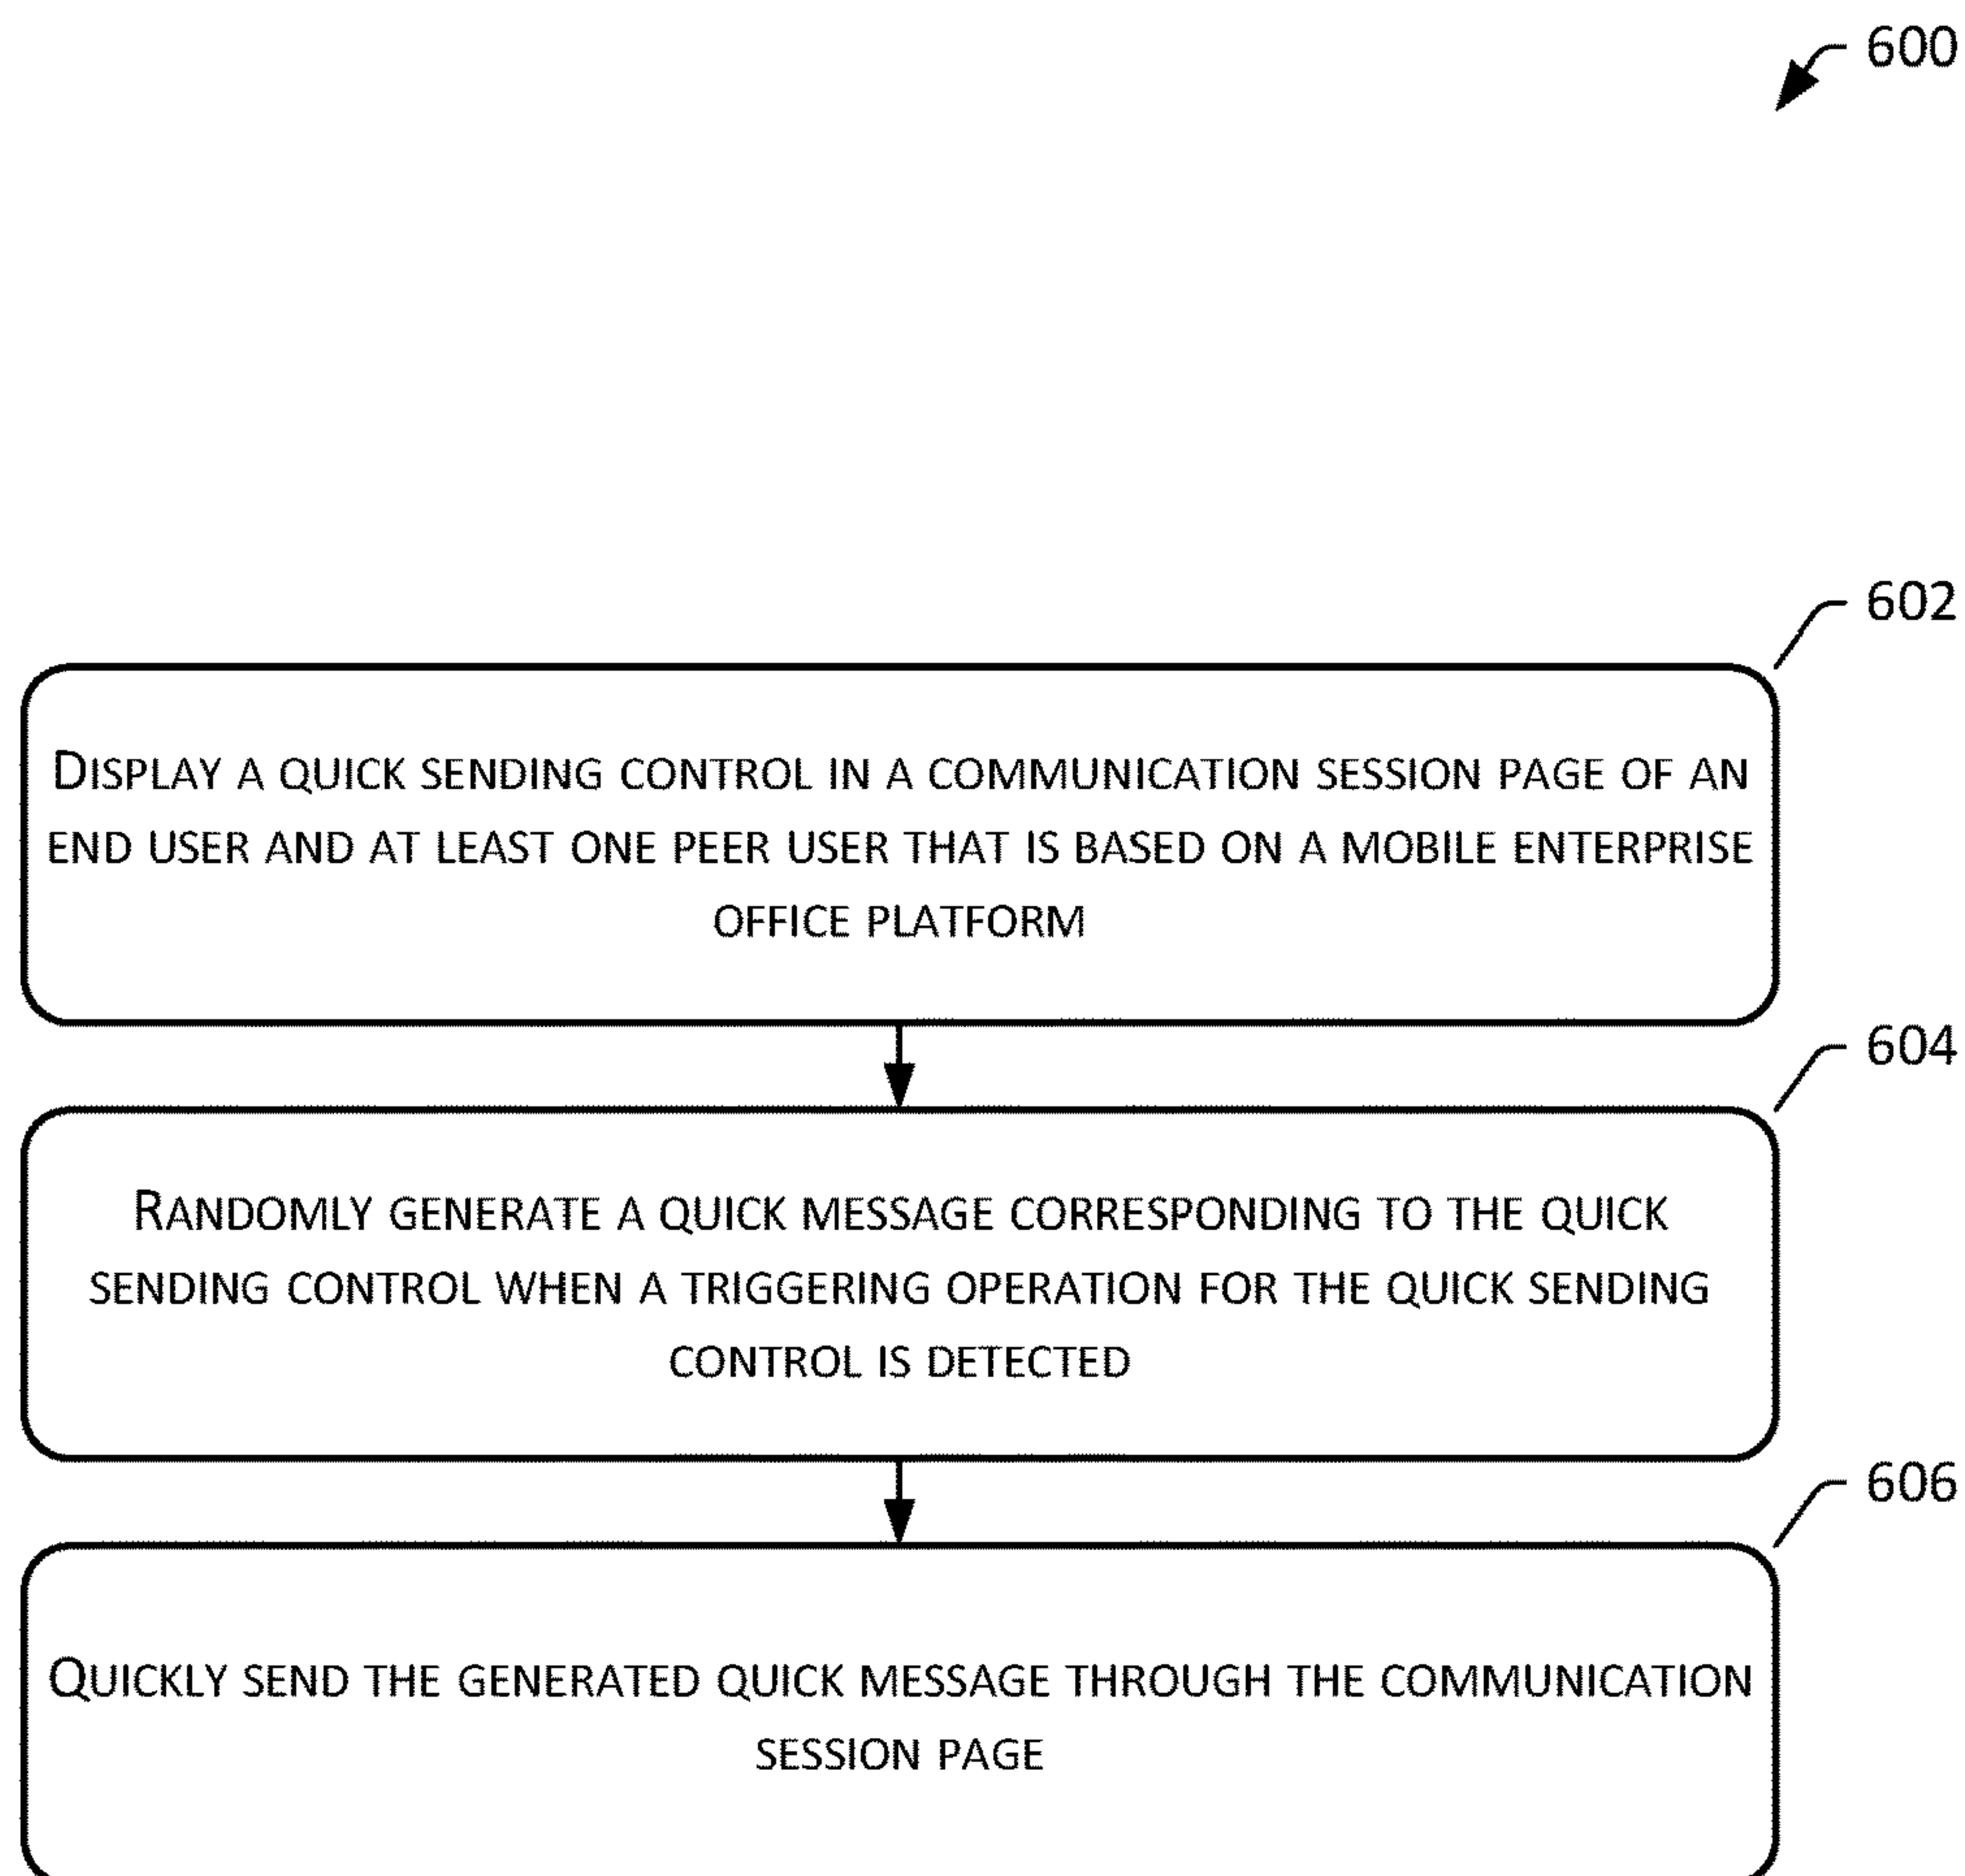 600
602
DISPLAY A QUICK SENDING CONTROL IN A COMMUNICATION SESSION PAGE OF AN
END USER AND AT LEAST ONE PEER USER THAT IS BASED ON A MOBILE ENTERPRISE
OFFICE PLATFORM
604
RANDOMLY GENERATE A QUICK MESSAGE CORRESPONDING TO THE QUICK
SENDING CONTROL WHEN A TRIGGERING OPERATION FOR THE QUICK SENDING
CONTROL IS DETECTED
606
QUICKLY SEND THE GENERATED QUICK MESSAGE THROUGH THE COMMUNICATION
SESSION PAGE